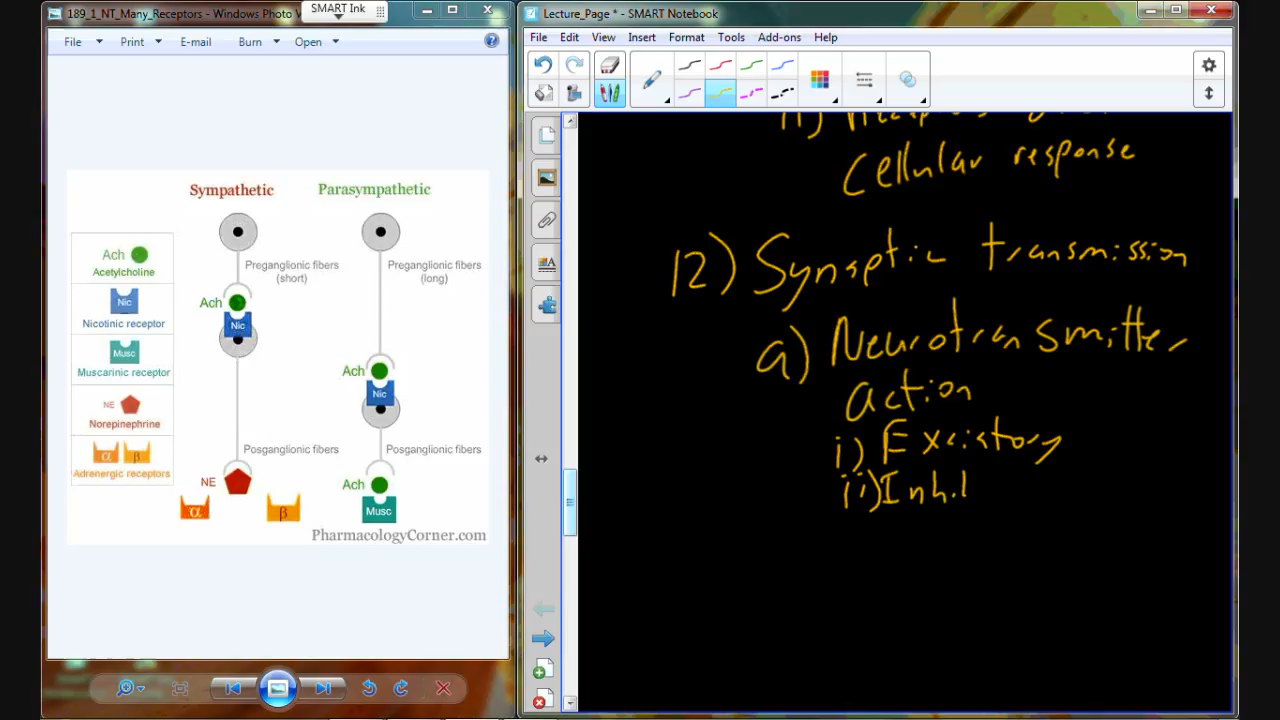 189_1_NT_Many_Receptors - Windows Photo V
SMART Ink
File Print E-mail Burn Open
Sympathetic Parasympathetic
Ach
Acetylcholine
Nic
Nicotinic receptor
Musc
Muscarinic receptor
NE
Norepinephrine
α β
Adrenergic receptors
Preganglionic fibers
(short)
Ach
Nic
Posganglionic fibers
NE
α β
Preganglionic fibers
(long)
Ach
Nic
Posganglionic fibers
Ach
Musc
PharmacologyCorner.com
Lecture_Page * - SMART Notebook
File Edit View Insert Format Tools Add-ons Help
Cellular response
12) Synaptic transmission
a) Neurotransmitter
action
i) Excistory
ii) Inhil